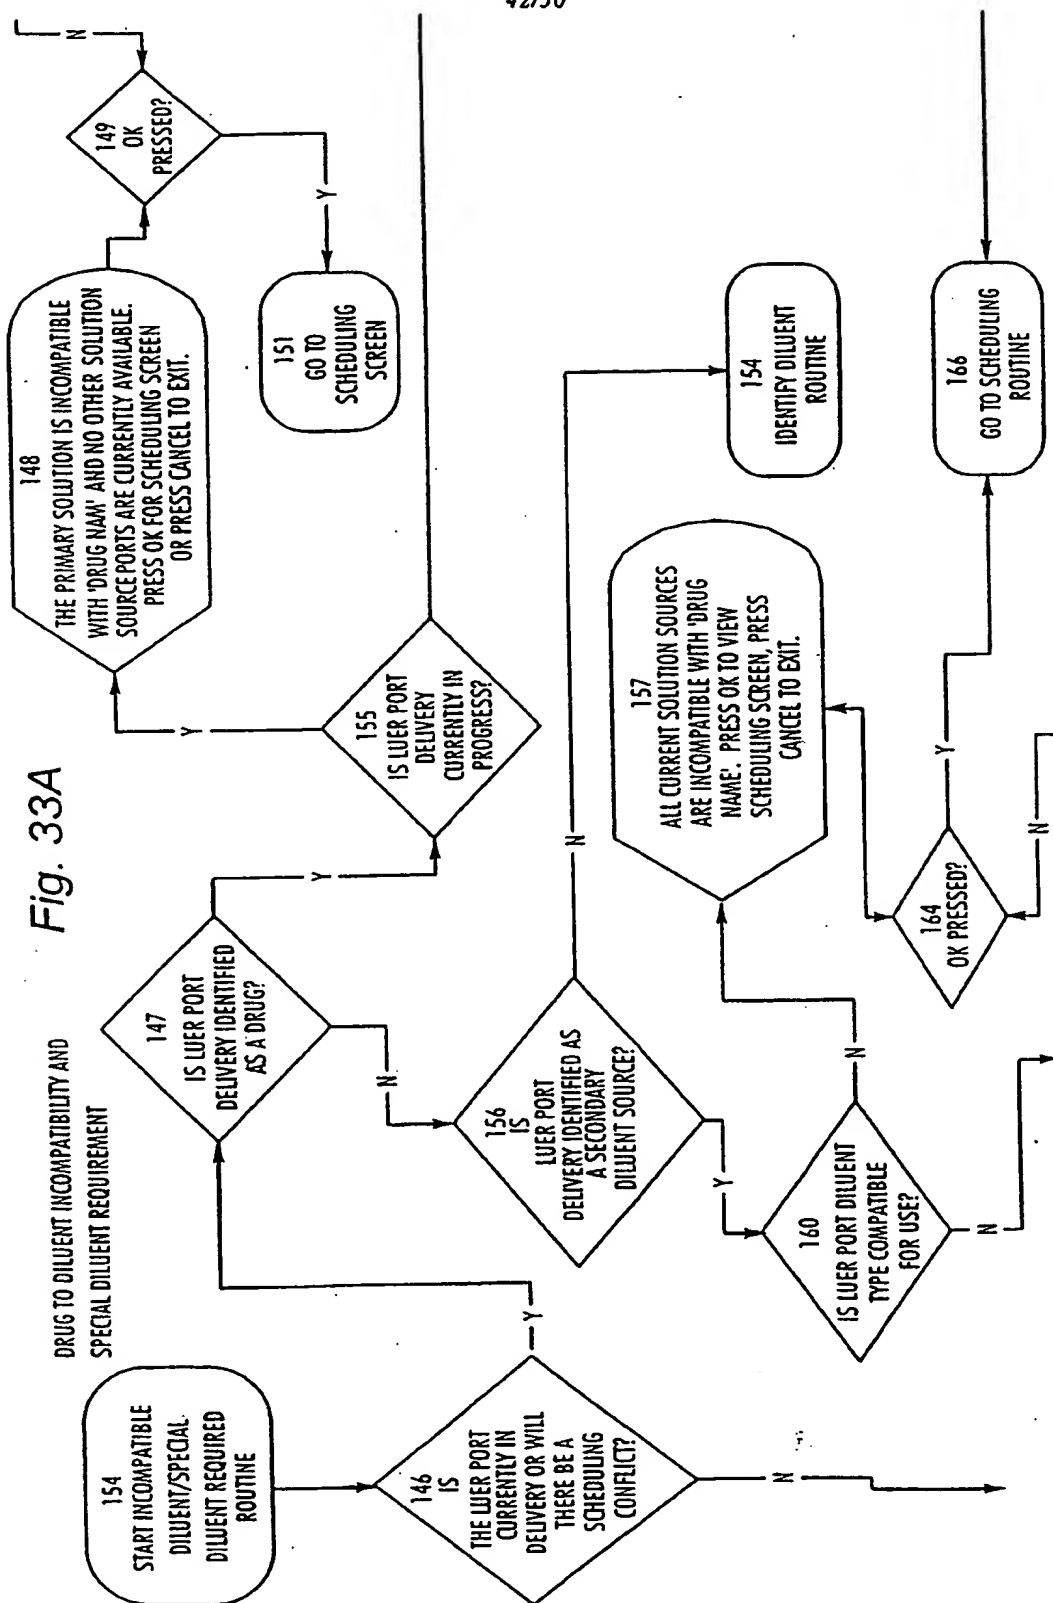 42/50
Fig. 33A
DRUG TO DILUENT INCOMPATIBILITY AND
SPECIAL DILUENT REQUIREMENT
154
START INCOMPATIBLE
DILUENT/SPECIAL
DILUENT REQUIRED
ROUTINE
146
IS
THE LUER PORT
CURRENTLY IN
DELIVERY OR WILL
THERE BE A
SCHEDULING
CONFLICT?
Y
N
147
IS LUER PORT
DELIVERY IDENTIFIED
AS A DRUG?
Y
N
155
IS LUER PORT
DELIVERY
CURRENTLY IN
PROGRESS?
Y
148
THE PRIMARY SOLUTION IS INCOMPATIBLE
WITH 'DRUG NAM' AND NO OTHER SOLUTION
SOURCE PORTS ARE CURRENTLY AVAILABLE.
PRESS OK FOR SCHEDULING SCREEN
OR PRESS CANCEL TO EXIT.
149
OK
PRESSED?
N
Y
151
GO TO
SCHEDULING
SCREEN
156
IS
LUER PORT
DELIVERY IDENTIFIED AS
A SECONDARY
DILUENT SOURCE?
N
Y
154
IDENTIFY DILUENT
ROUTINE
160
IS LUER PORT DILUENT
TYPE COMPATIBLE
FOR USE?
N
N
157
ALL CURRENT SOLUTION SOURCES
ARE INCOMPATIBLE WITH 'DRUG
NAME'. PRESS OK TO VIEW
SCHEDULING SCREEN, PRESS
CANCEL TO EXIT.
164
OK PRESSED?
Y
N
166
GO TO SCHEDULING
ROUTINE